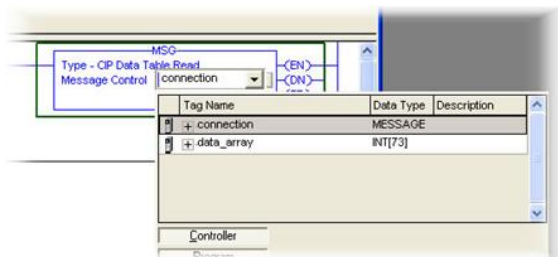 MSG
Type - CIP Data Table Read
(EN)
Message Control connection
(DN)
Tag Name Data Type Description
+ connection MESSAGE
+ data_array INT[73]
Controller